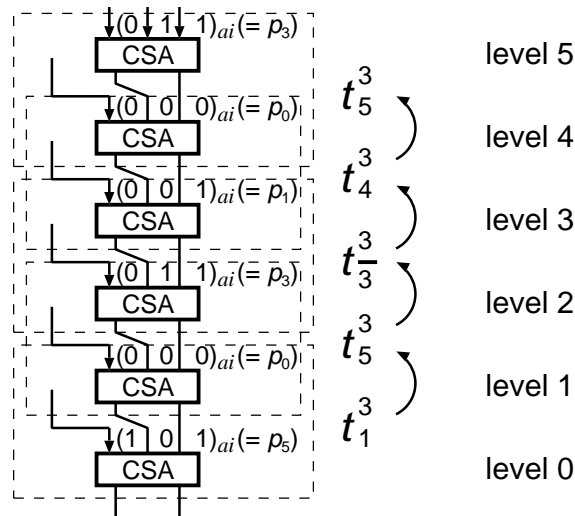 (0 1 1)ₐᵢ(= p₃)
CSA level 5
t₅³
(0 0 0)ₐᵢ(= p₀)
CSA level 4
t₄³
(0 0 1)ₐᵢ(= p₁)
CSA level 3
t₃̅³
(0 1 1)ₐᵢ(= p₃)
CSA level 2
t₅³
(0 0 0)ₐᵢ(= p₀)
CSA level 1
t₁³
(1 0 1)ₐᵢ(= p₅)
CSA level 0